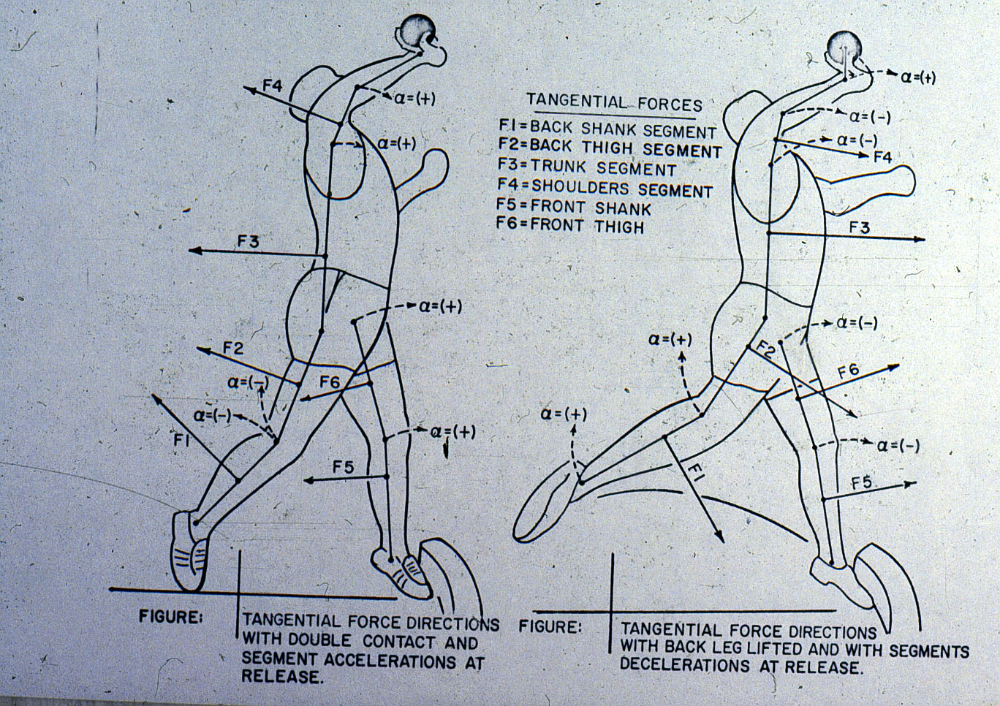 F4
α=(+)
α=(+)
F3
α=(+)
F2
α=(-)
F6
α=(-)
F1
α=(+)
F5
TANGENTIAL FORCES
F1=BACK SHANK SEGMENT
F2=BACK THIGH SEGMENT
F3=TRUNK SEGMENT
F4=SHOULDERS SEGMENT
F5=FRONT SHANK
F6=FRONT THIGH
α=(+)
α=(-)
α=(-)
F4
F3
α=(-)
α=(+)
F2
F6
α=(+)
α=(-)
F1
F5
FIGURE:
TANGENTIAL FORCE DIRECTIONS
WITH DOUBLE CONTACT AND
SEGMENT ACCELERATIONS AT
RELEASE.
FIGURE:
TANGENTIAL FORCE DIRECTIONS
WITH BACK LEG LIFTED AND WITH SEGMENTS
DECELERATIONS AT RELEASE.